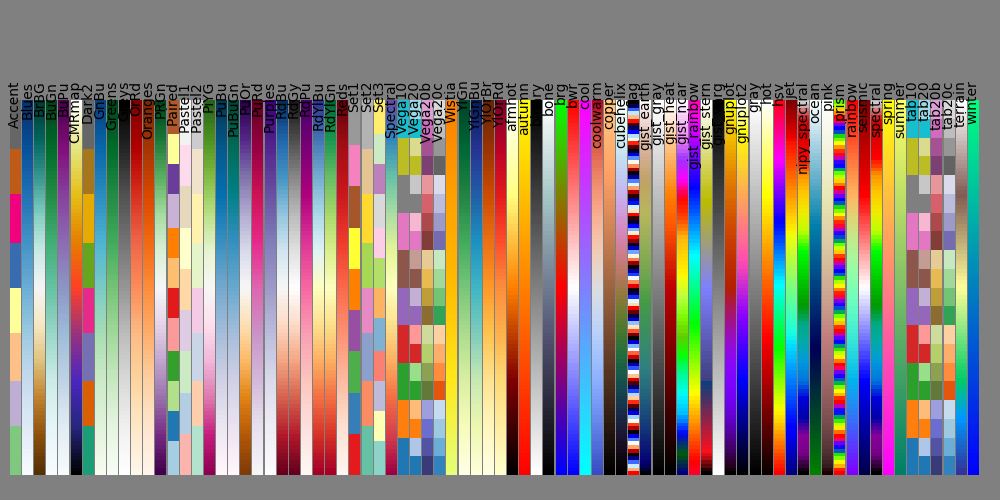 Accent
Blues
BrBG
BuGn
BuPu
CMRmap
Dark2
GnBu
Greens
Greys
OrRd
Oranges
PRGn
Paired
Pastel1
Pastel2
PiYG
PuBu
PuBuGn
PuOr
PuRd
Purples
RdBu
RdGy
RdPu
RdYlBu
RdYlGn
Reds
Set1
Set2
Set3
Spectral
Vega10
Vega20
Vega20b
Vega20c
Wistia
YlGn
YlGnBu
YlOrBr
YlOrRd
afmhot
autumn
binary
bone
brg
bwr
cool
coolwarm
copper
cubehelix
flag
gist_earth
gist_gray
gist_heat
gist_ncar
gist_rainbow
gist_stern
gist_yarg
gnuplot
gnuplot2
gray
hot
hsv
jet
nipy_spectral
ocean
pink
prism
rainbow
seismic
spectral
spring
summer
tab10
tab20
tab20b
tab20c
terrain
winter